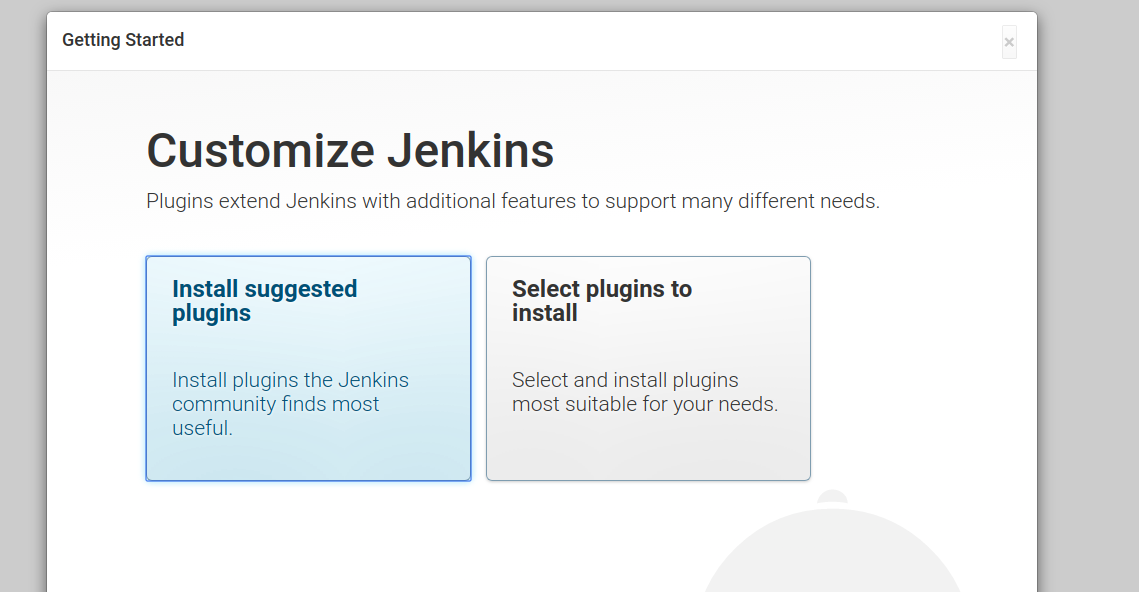 Getting Started
×
Customize Jenkins
Plugins extend Jenkins with additional features to support many different needs.
Install suggested
plugins
Install plugins the Jenkins
community finds most
useful.
Select plugins to
install
Select and install plugins
most suitable for your needs.